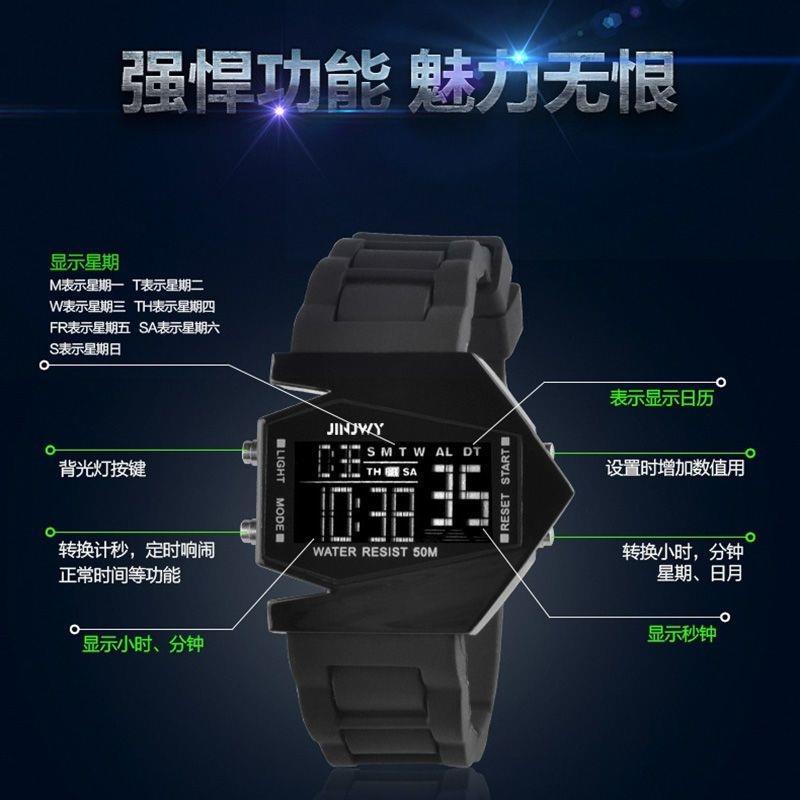 强悍功能 魅力无恨
显示星期
M表示星期一 T表示星期二
W表示星期三 TH表示星期四
FR表示星期五 SA表示星期六
S表示星期日
表示显示日历
背光灯按键
设置时增加数值用
转换计秒，定时响闹
正常时间等功能
转换小时，分钟
星期、日月
显示小时、分钟
显示秒钟
JINJWY
LIGHT
MODE
START
RESET
S M T W AL DT
TH FR SA
10:38
35
WATER RESIST 50M